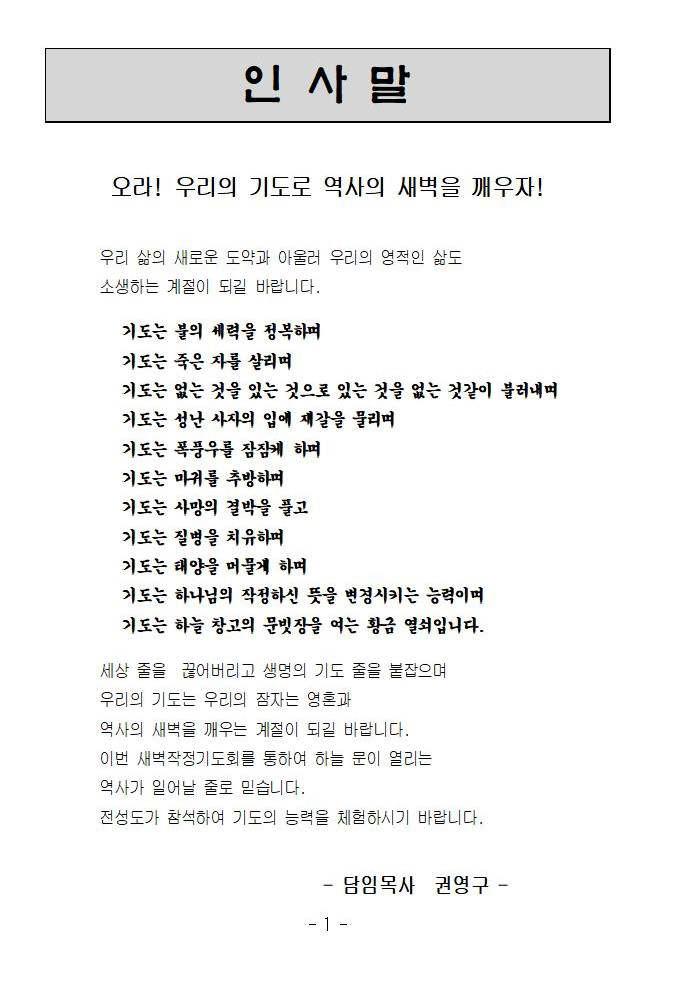 인 사 말
오라! 우리의 기도로 역사의 새벽을 깨우자!
우리 삶의 새로운 도약과 아울러 우리의 영적인 삶도
소생하는 계절이 되길 바랍니다.
기도는 불의 세력을 정복하며
기도는 죽은 자를 살리며
기도는 없는 것을 있는 것으로 있는 것을 없는 것같이 불러내며
기도는 성난 사자의 입에 재갈을 물리며
기도는 폭풍우를 잠잠케 하며
기도는 마귀를 추방하며
기도는 사망의 결박을 풀고
기도는 질병을 치유하며
기도는 태양을 머물게 하며
기도는 하나님의 작정하신 뜻을 변경시키는 능력이며
기도는 하늘 창고의 문빗장을 여는 황금 열쇠입니다.
세상 줄을 끊어버리고 생명의 기도 줄을 붙잡으며
우리의 기도는 우리의 잠자는 영혼과
역사의 새벽을 깨우는 계절이 되길 바랍니다.
이번 새벽작정기도회를 통하여 하늘 문이 열리는
역사가 일어날 줄로 믿습니다.
전성도가 참석하여 기도의 능력을 체험하시기 바랍니다.
- 담임목사 권영구 -
- 1 -